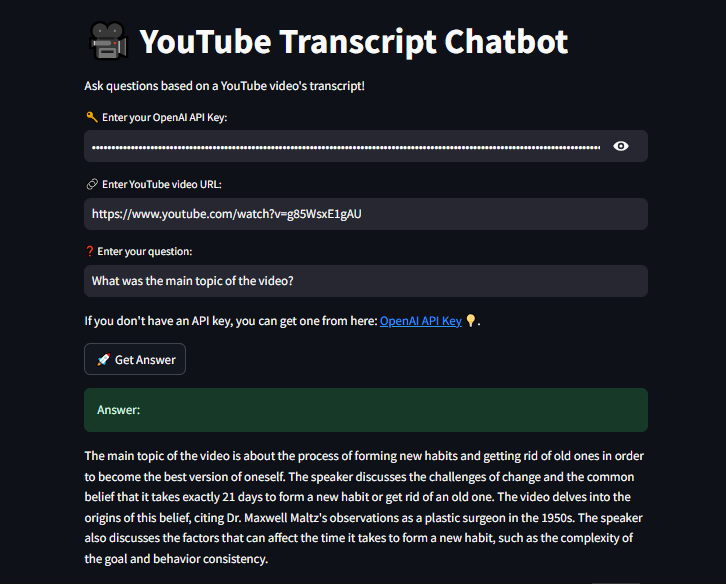 YouTube Transcript Chatbot
Ask questions based on a YouTube video's transcript!
Enter your OpenAI API Key:
Enter YouTube video URL:
https://www.youtube.com/watch?v=g85WsxE1gAU
Enter your question:
What was the main topic of the video?
If you don't have an API key, you can get one from here: OpenAI API Key.
Get Answer
Answer:
The main topic of the video is about the process of forming new habits and getting rid of old ones in order
to become the best version of oneself. The speaker discusses the challenges of change and the common
belief that it takes exactly 21 days to form a new habit or get rid of an old one. The video delves into the
origins of this belief, citing Dr. Maxwell Maltz's observations as a plastic surgeon in the 1950s. The speaker
also discusses the factors that can affect the time it takes to form a new habit, such as the complexity of
the goal and behavior consistency.